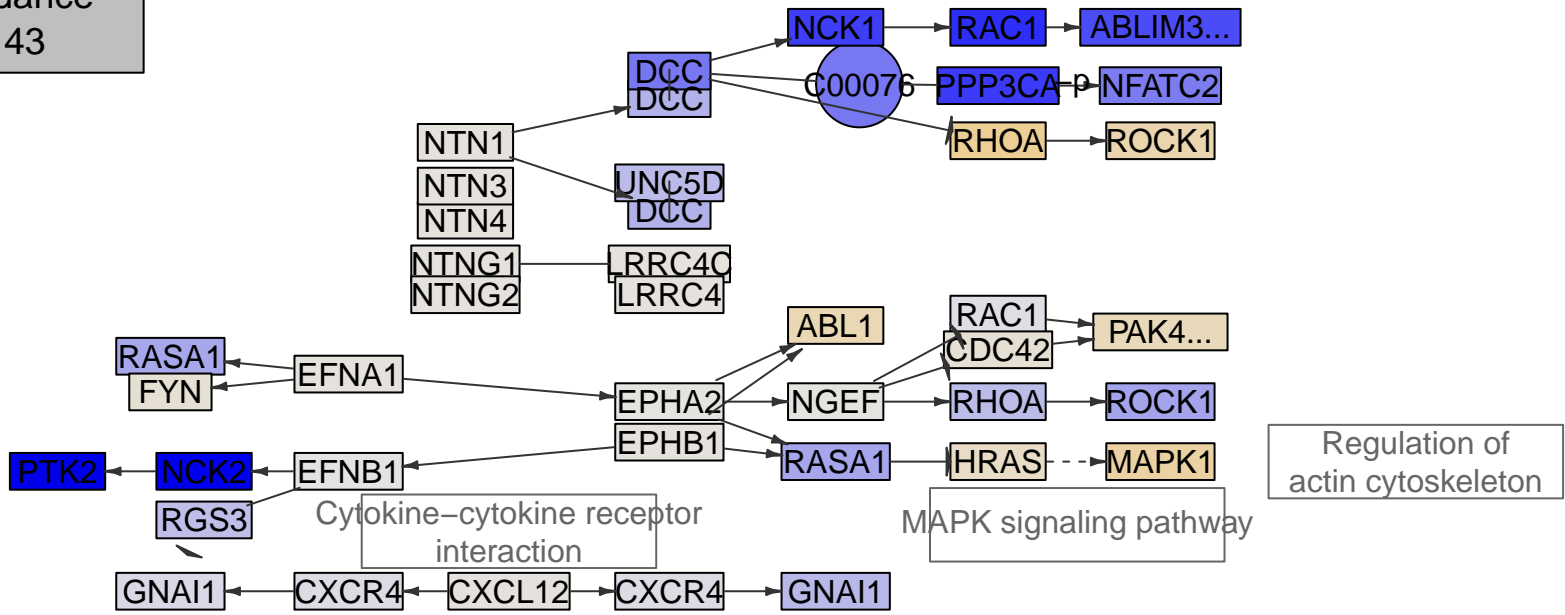 43
NCK1
RAC1
ABLIM3...
DCC
DCC
C00076
PPP3CA
-p
NFATC2
NTN1
RHOA
ROCK1
NTN3
UNC5D
NTN4
DCC
NTNG1
LRRC4C
NTNG2
LRRC4
RASA1
FYN
EFNA1
ABL1
RAC1
CDC42
PAK4...
EPHA2
NGEF
RHOA
ROCK1
EPHB1
PTK2
NCK2
EFNB1
RASA1
HRAS
MAPK1
Regulation of
actin cytoskeleton
RGS3
Cytokine−cytokine receptor
interaction
MAPK signaling pathway
GNAI1
CXCR4
CXCL12
CXCR4
GNAI1